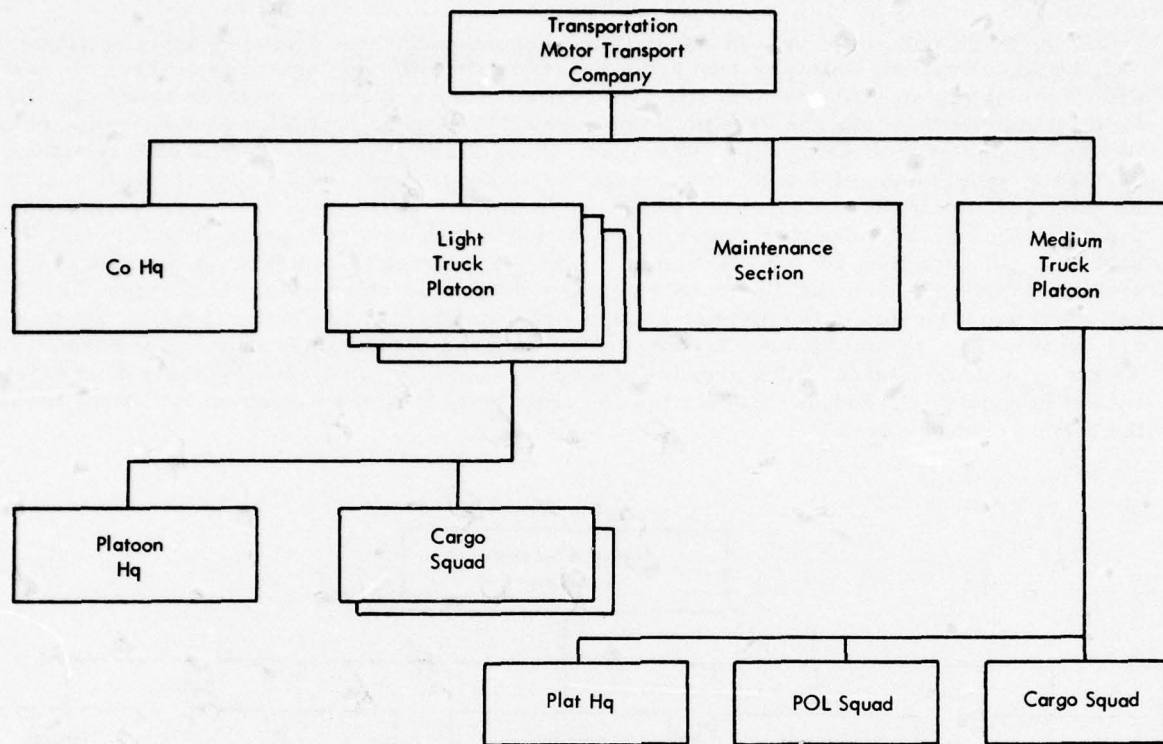 Transportation
Motor Transport
Company
Co Hq
Light
Truck
Platoon
Maintenance
Section
Medium
Truck
Platoon
Platoon
Hq
Cargo
Squad
Plat Hq
POL Squad
Cargo Squad